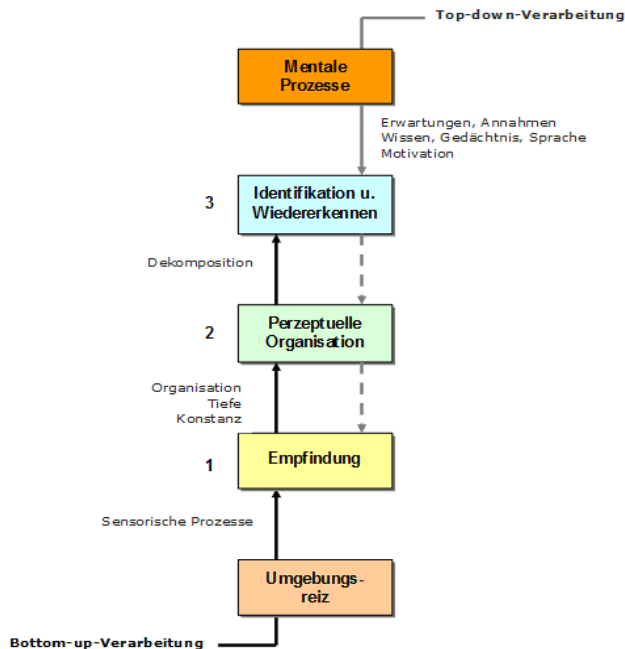 Top-down-Verarbeitung
Mentale
Prozesse
Erwartungen, Annahmen
Wissen, Gedächtnis, Sprache
Motivation
3
Identifikation u.
Wiedererkennen
Dekomposition
2
Perzeptuelle
Organisation
Organisation
Tiefe
Konstanz
1
Empfindung
Sensorische Prozesse
Umgebungs-
reiz
Bottom-up-Verarbeitung